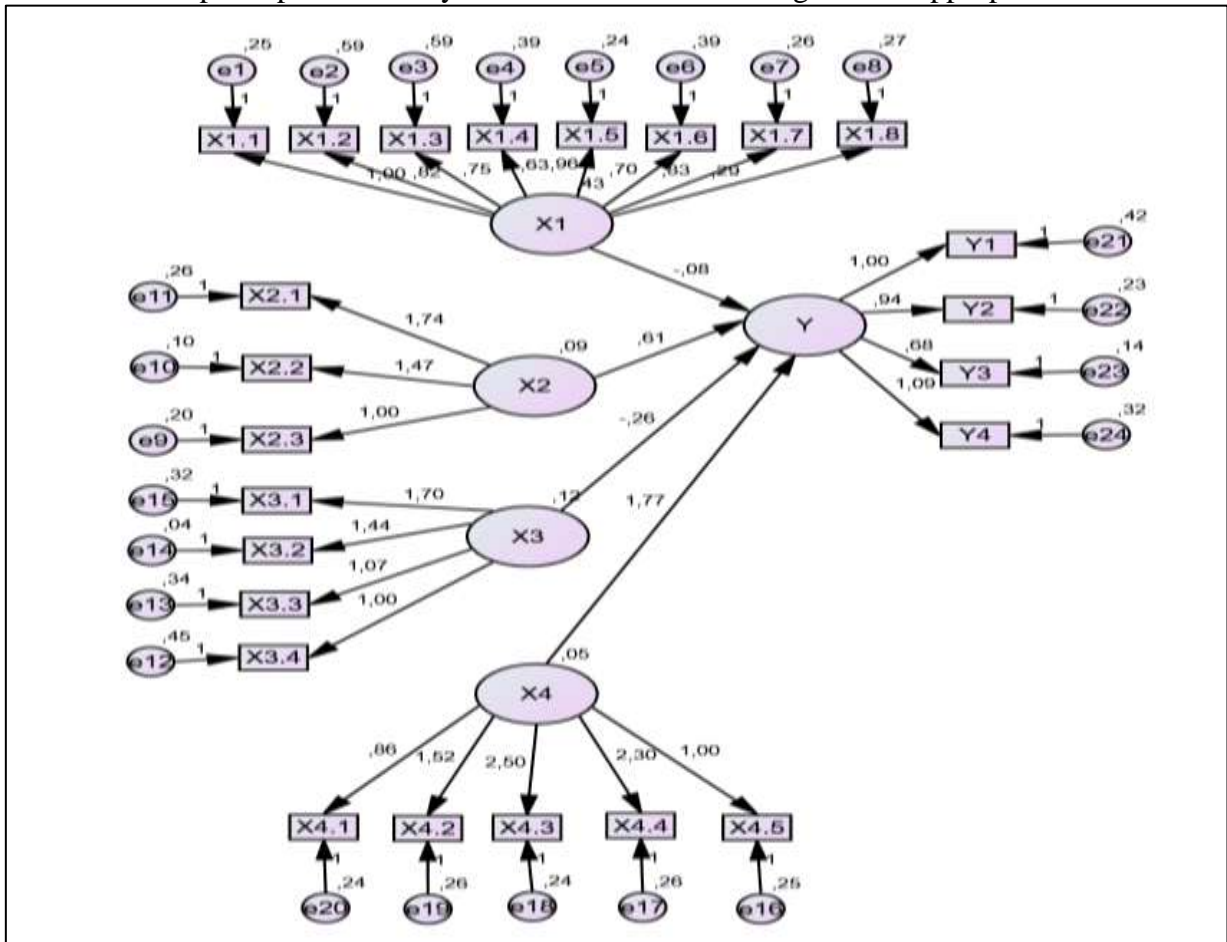 ,25 ,59 ,59 ,39 ,24 ,39 ,26 ,27
e1 e2 e3 e4 e5 e6 e7 e8
1 1 1 1 1 1 1 1
X1.1 X1.2 X1.3 X1.4 X1.5 X1.6 X1.7 X1.8
1,00 ,82 ,75 ,63 ,96 ,43 ,70 ,83 ,29
X1
-,08
,42
Y1 1 e21
1,00
,23
,94 Y2 1 e22
Y
,14
,68 Y3 1 e23
1,09
,32
Y4 1 e24
,26
e11 1 X2.1
1,74
,10
e10 1 X2.2 1,47
,09 ,61
X2
,20 1,00
e9 1 X2.3
-,26
,32
e15 1 X3.1 1,70
,04
e14 1 X3.2 1,44
X3
1,77
,34 1,07
e13 1 X3.3 1,00
,45
e12 1 X3.4
,05
X4
,86 1,52 2,50 2,30 1,00
X4.1 X4.2 X4.3 X4.4 X4.5
1 1 1 1 1
,24 ,26 ,24 ,26 ,25
e20 e19 e18 e17 e16